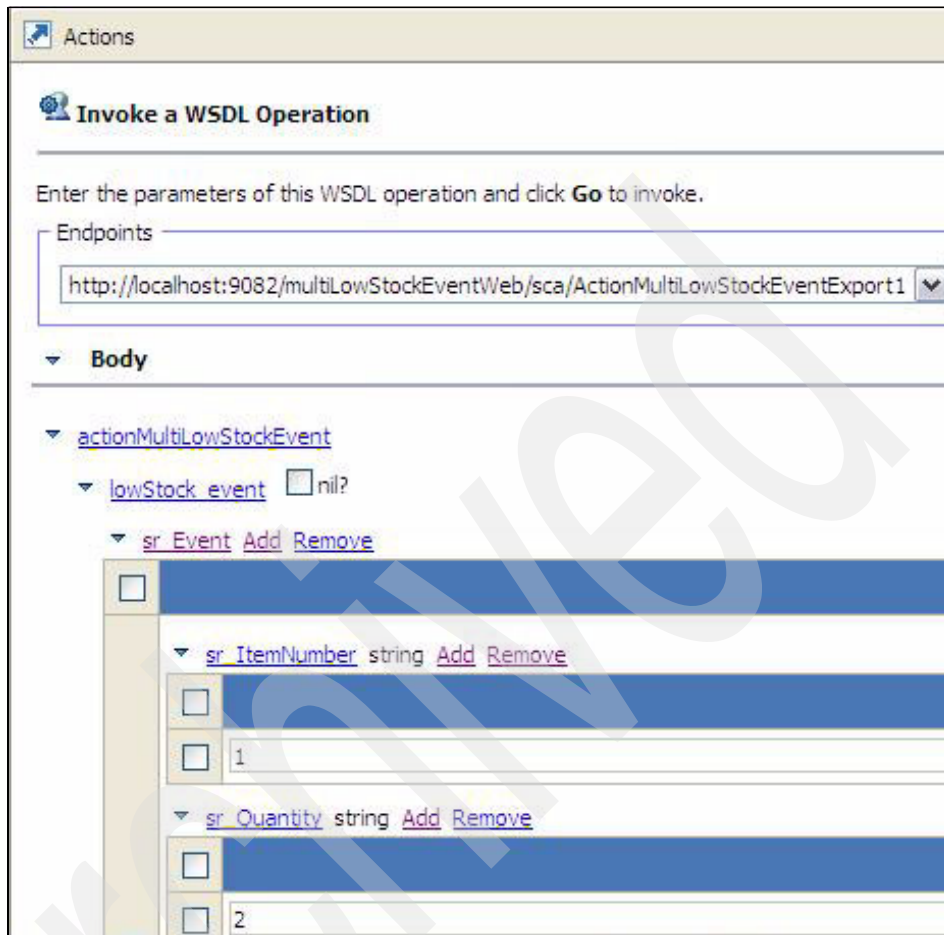 Actions
Invoke a WSDL Operation
Enter the parameters of this WSDL operation and click Go to invoke.
Endpoints
http://localhost:9082/multiLowStockEventWeb/sca/ActionMultiLowStockEventExport1
Body
actionMultiLowStockEvent
lowStock_event nil?
sr_Event Add Remove
sr_ItemNumber string Add Remove
1
sr_Quantity string Add Remove
2